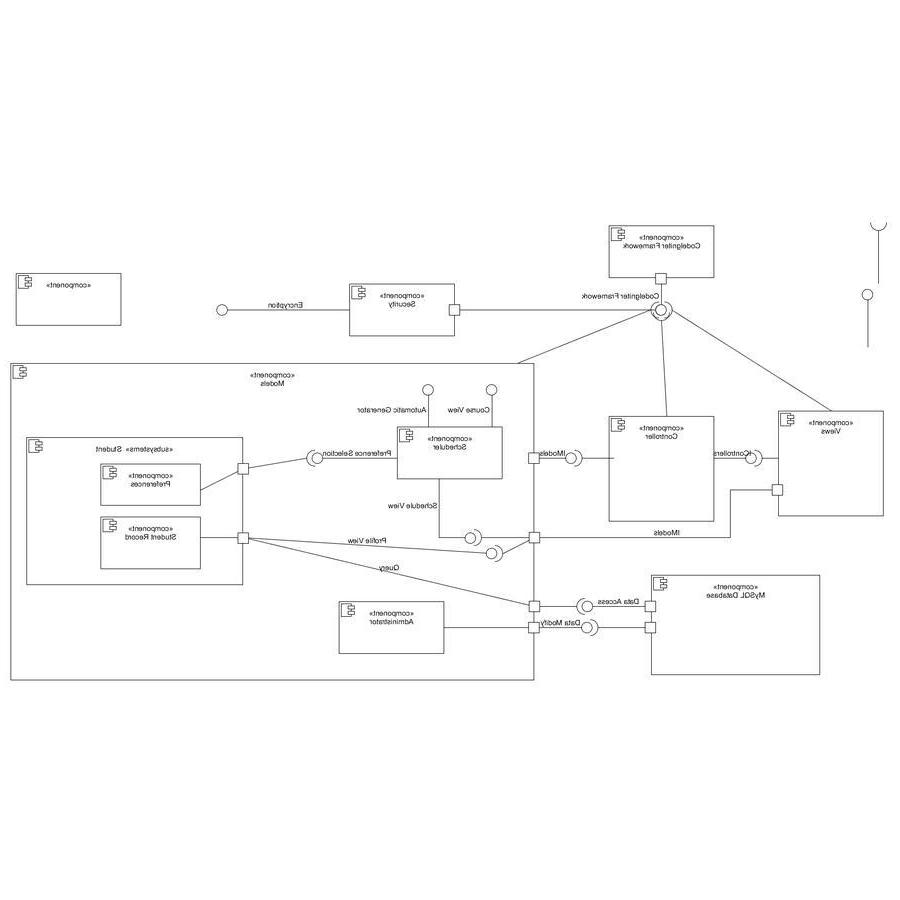 «component»
CodeIgniter Framework
«component»
Encryption
«component»
Security
CodeIgniter Framework
«component»
Models
Automatic Generator
Course View
«component»
Controller
«component»
Views
«subsystem» Student
«component»
Preferences
Preference Selection
«component»
Scheduler
IModels
IControllers
Schedule View
«component»
Student Record
Profile View
IModels
Query
«component»
Administrator
Data Access
Data Modify
«component»
MySQL Database